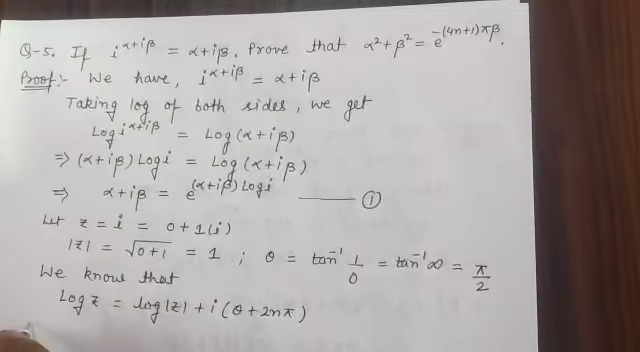 Q-5. If i^(α+iβ) = α+iβ. Prove that α²+β² = e^-(4n+1)πβ.
Proof:- We have, i^(α+iβ) = α+iβ
Taking log of both sides, we get
Log i^(α+iβ) = Log(α+iβ)
⇒ (α+iβ) Log i = Log(α+iβ)
⇒ α+iβ = e^((α+iβ) Log i) —— ①
Let z = i = 0+1(i)
|z| = √(0+1) = 1 ; θ = tan⁻¹ 1/0 = tan⁻¹ ∞ = π/2
We know that
Log z = log|z| + i(θ+2nπ)